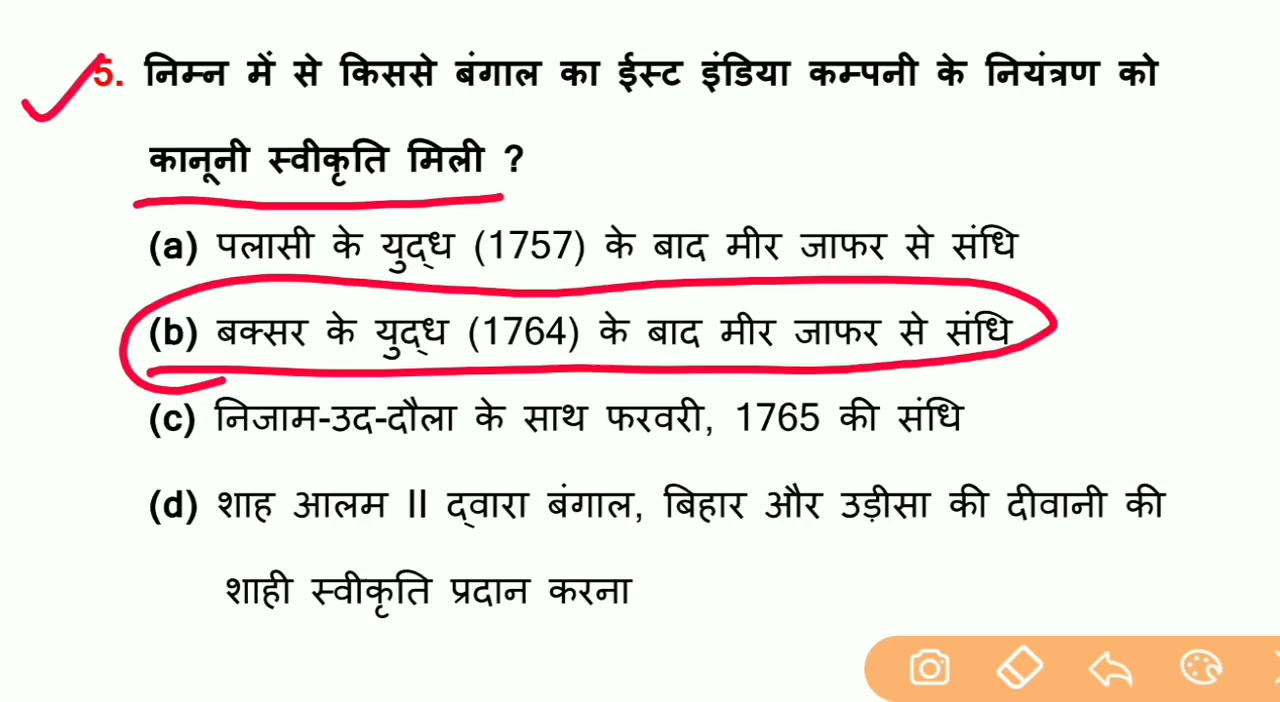 5. निम्न में से किससे बंगाल का ईस्ट इंडिया कम्पनी के नियंत्रण को
कानूनी स्वीकृति मिली ?
(a) पलासी के युद्ध (1757) के बाद मीर जाफर से संधि
(b) बक्सर के युद्ध (1764) के बाद मीर जाफर से संधि
(c) निजाम-उद-दौला के साथ फरवरी, 1765 की संधि
(d) शाह आलम II द्वारा बंगाल, बिहार और उड़ीसा की दीवानी की
शाही स्वीकृति प्रदान करना